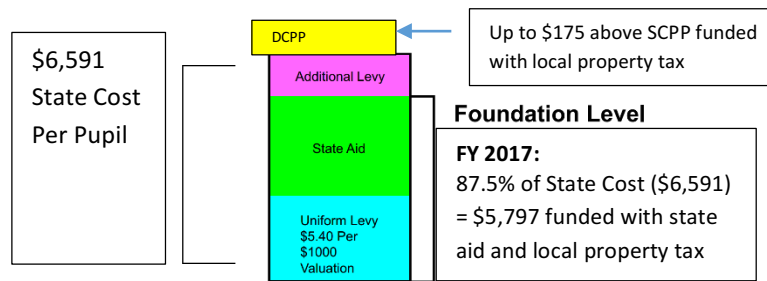 $6,591
State Cost
Per Pupil
DCPP
Additional Levy
State Aid
Uniform Levy
$5.40 Per
$1000
Valuation
Up to $175 above SCPP funded
with local property tax
Foundation Level
FY 2017:
87.5% of State Cost ($6,591)
= $5,797 funded with state
aid and local property tax